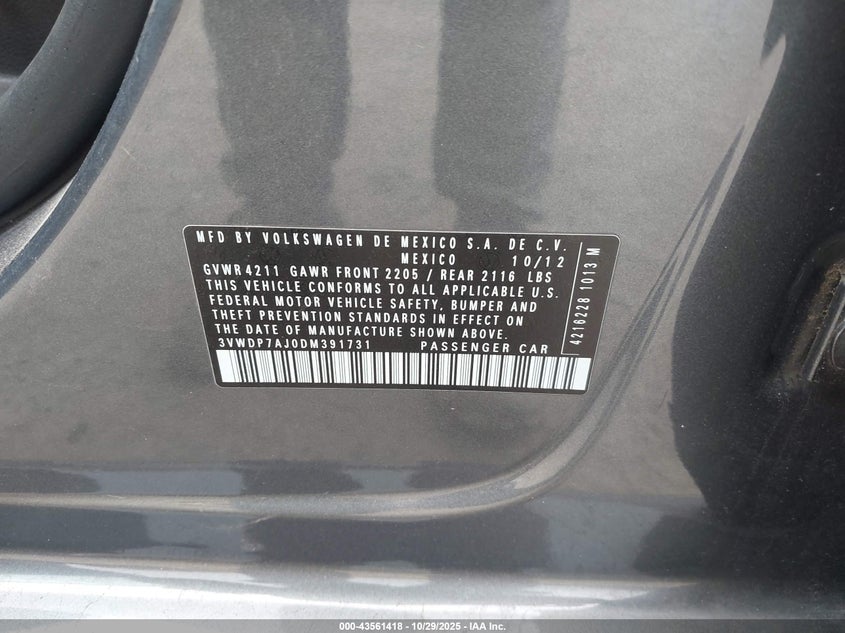 MFD BY VOLKSWAGEN DE MEXICO S.A. DE C.V.
MEXICO 10/12
GVWR 4211 GAWR FRONT 2205 / REAR 2116 LBS
THIS VEHICLE CONFORMS TO ALL APPLICABLE U.S.
FEDERAL MOTOR VEHICLE SAFETY, BUMPER AND
THEFT PREVENTION STANDARDS IN EFFECT ON
THE DATE OF MANUFACTURE SHOWN ABOVE.
3VWDP7AJ0DM391731 PASSENGER CAR
4216228 1013 M
000-43561418 - 10/29/2025 - IAA Inc.